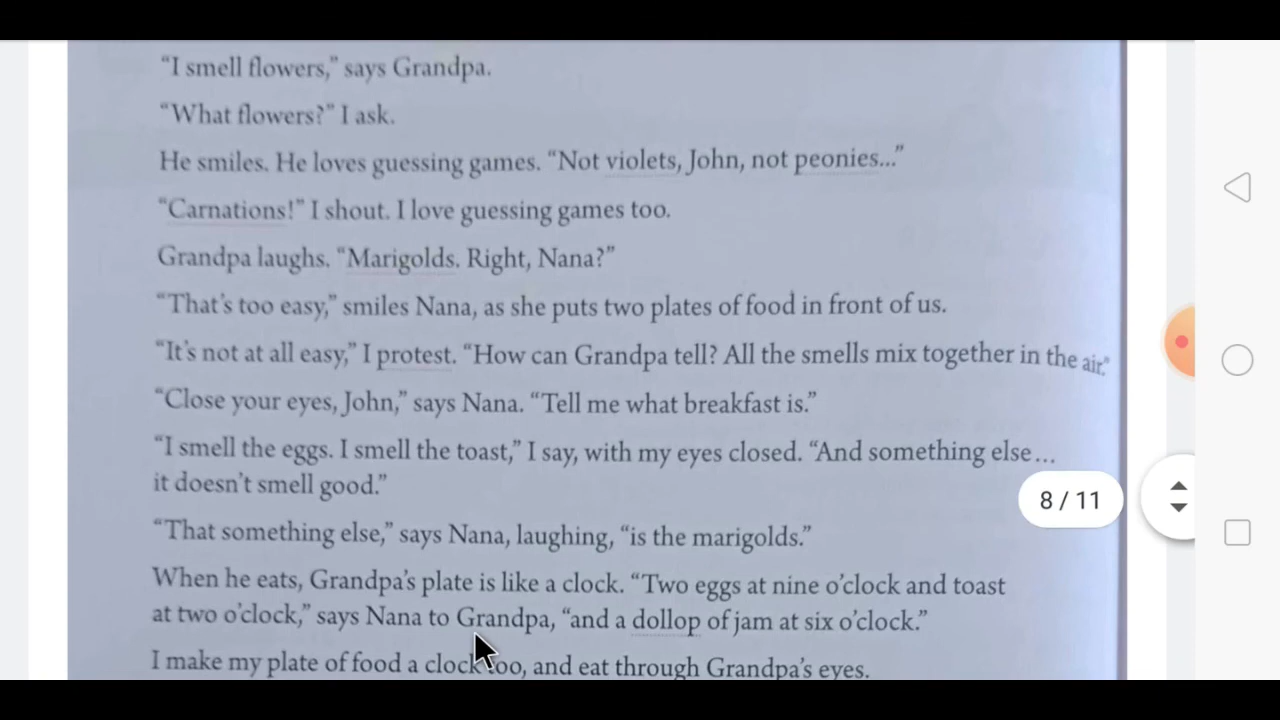 “I smell flowers,” says Grandpa.
“What flowers?” I ask.
He smiles. He loves guessing games. “Not violets, John, not peonies...”
“Carnations!” I shout. I love guessing games too.
Grandpa laughs. “Marigolds. Right, Nana?”
“That’s too easy,” smiles Nana, as she puts two plates of food in front of us.
“It’s not at all easy,” I protest. “How can Grandpa tell? All the smells mix together in the air.”
“Close your eyes, John,” says Nana. “Tell me what breakfast is.”
“I smell the eggs. I smell the toast,” I say, with my eyes closed. “And something else...
it doesn’t smell good.”
8 / 11
“That something else,” says Nana, laughing, “is the marigolds.”
When he eats, Grandpa’s plate is like a clock. “Two eggs at nine o’clock and toast
at two o’clock,” says Nana to Grandpa, “and a dollop of jam at six o’clock.”
I make my plate of food a clock too, and eat through Grandpa’s eyes.